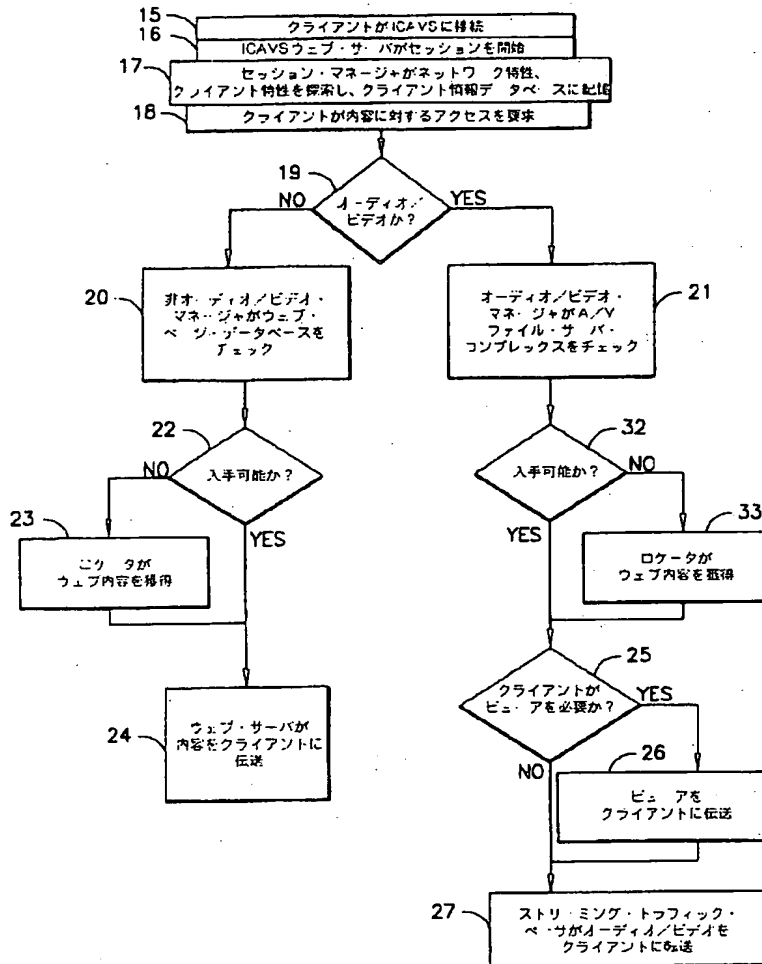 15
クライアントがICAVSに接続
16
ICAVSウェブ・サーバがセッションを開始
17
セッション・マネージャがネットワーク特性、
クライアント特性を探索し、クライアント情報データベースに記憶
18
クライアントが内容に対するアクセスを要求
19
オーディオ/
ビデオか?
NO
YES
20
非オーディオ/ビデオ・
マネージャがウェブ・
ページ・データベースを
チェック
21
オーディオ/ビデオ・
マネージャがA/V
ファイル・サーバ・
コンプレックスをチェック
22
入手可能か?
NO
YES
32
入手可能か?
NO
YES
23
ロケータが
ウェブ内容を獲得
33
ロケータが
ウェブ内容を獲得
24
ウェブ・サーバが
内容をクライアントに
伝送
25
クライアントが
ビューアを必要か?
YES
NO
26
ビューアを
クライアントに伝送
27
ストリーミング・トラフィック・
ペーサがオーディオ/ビデオを
クライアントに転送